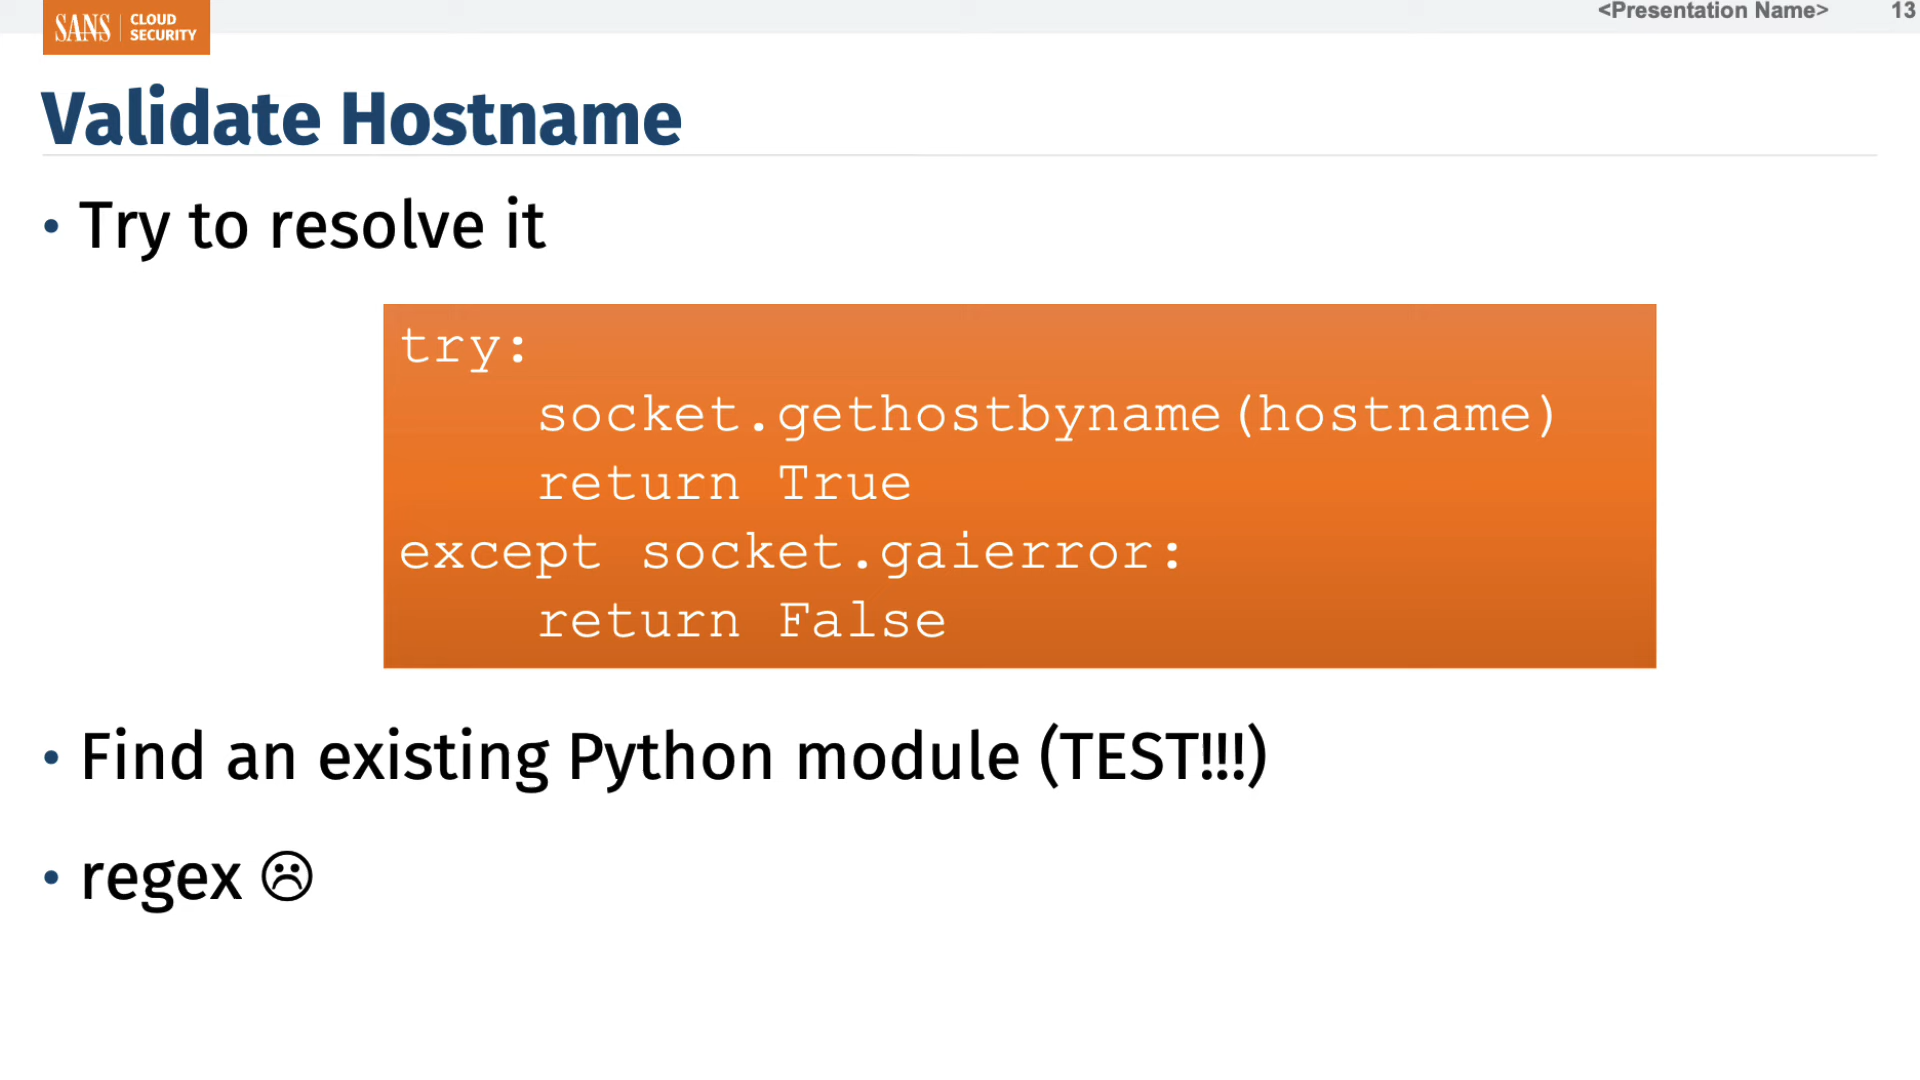 SANS | CLOUD SECURITY
<Presentation Name> 13
Validate Hostname
• Try to resolve it
try:
    socket.gethostbyname(hostname)
    return True
except socket.gaierror:
    return False
• Find an existing Python module (TEST!!!)
• regex ☹